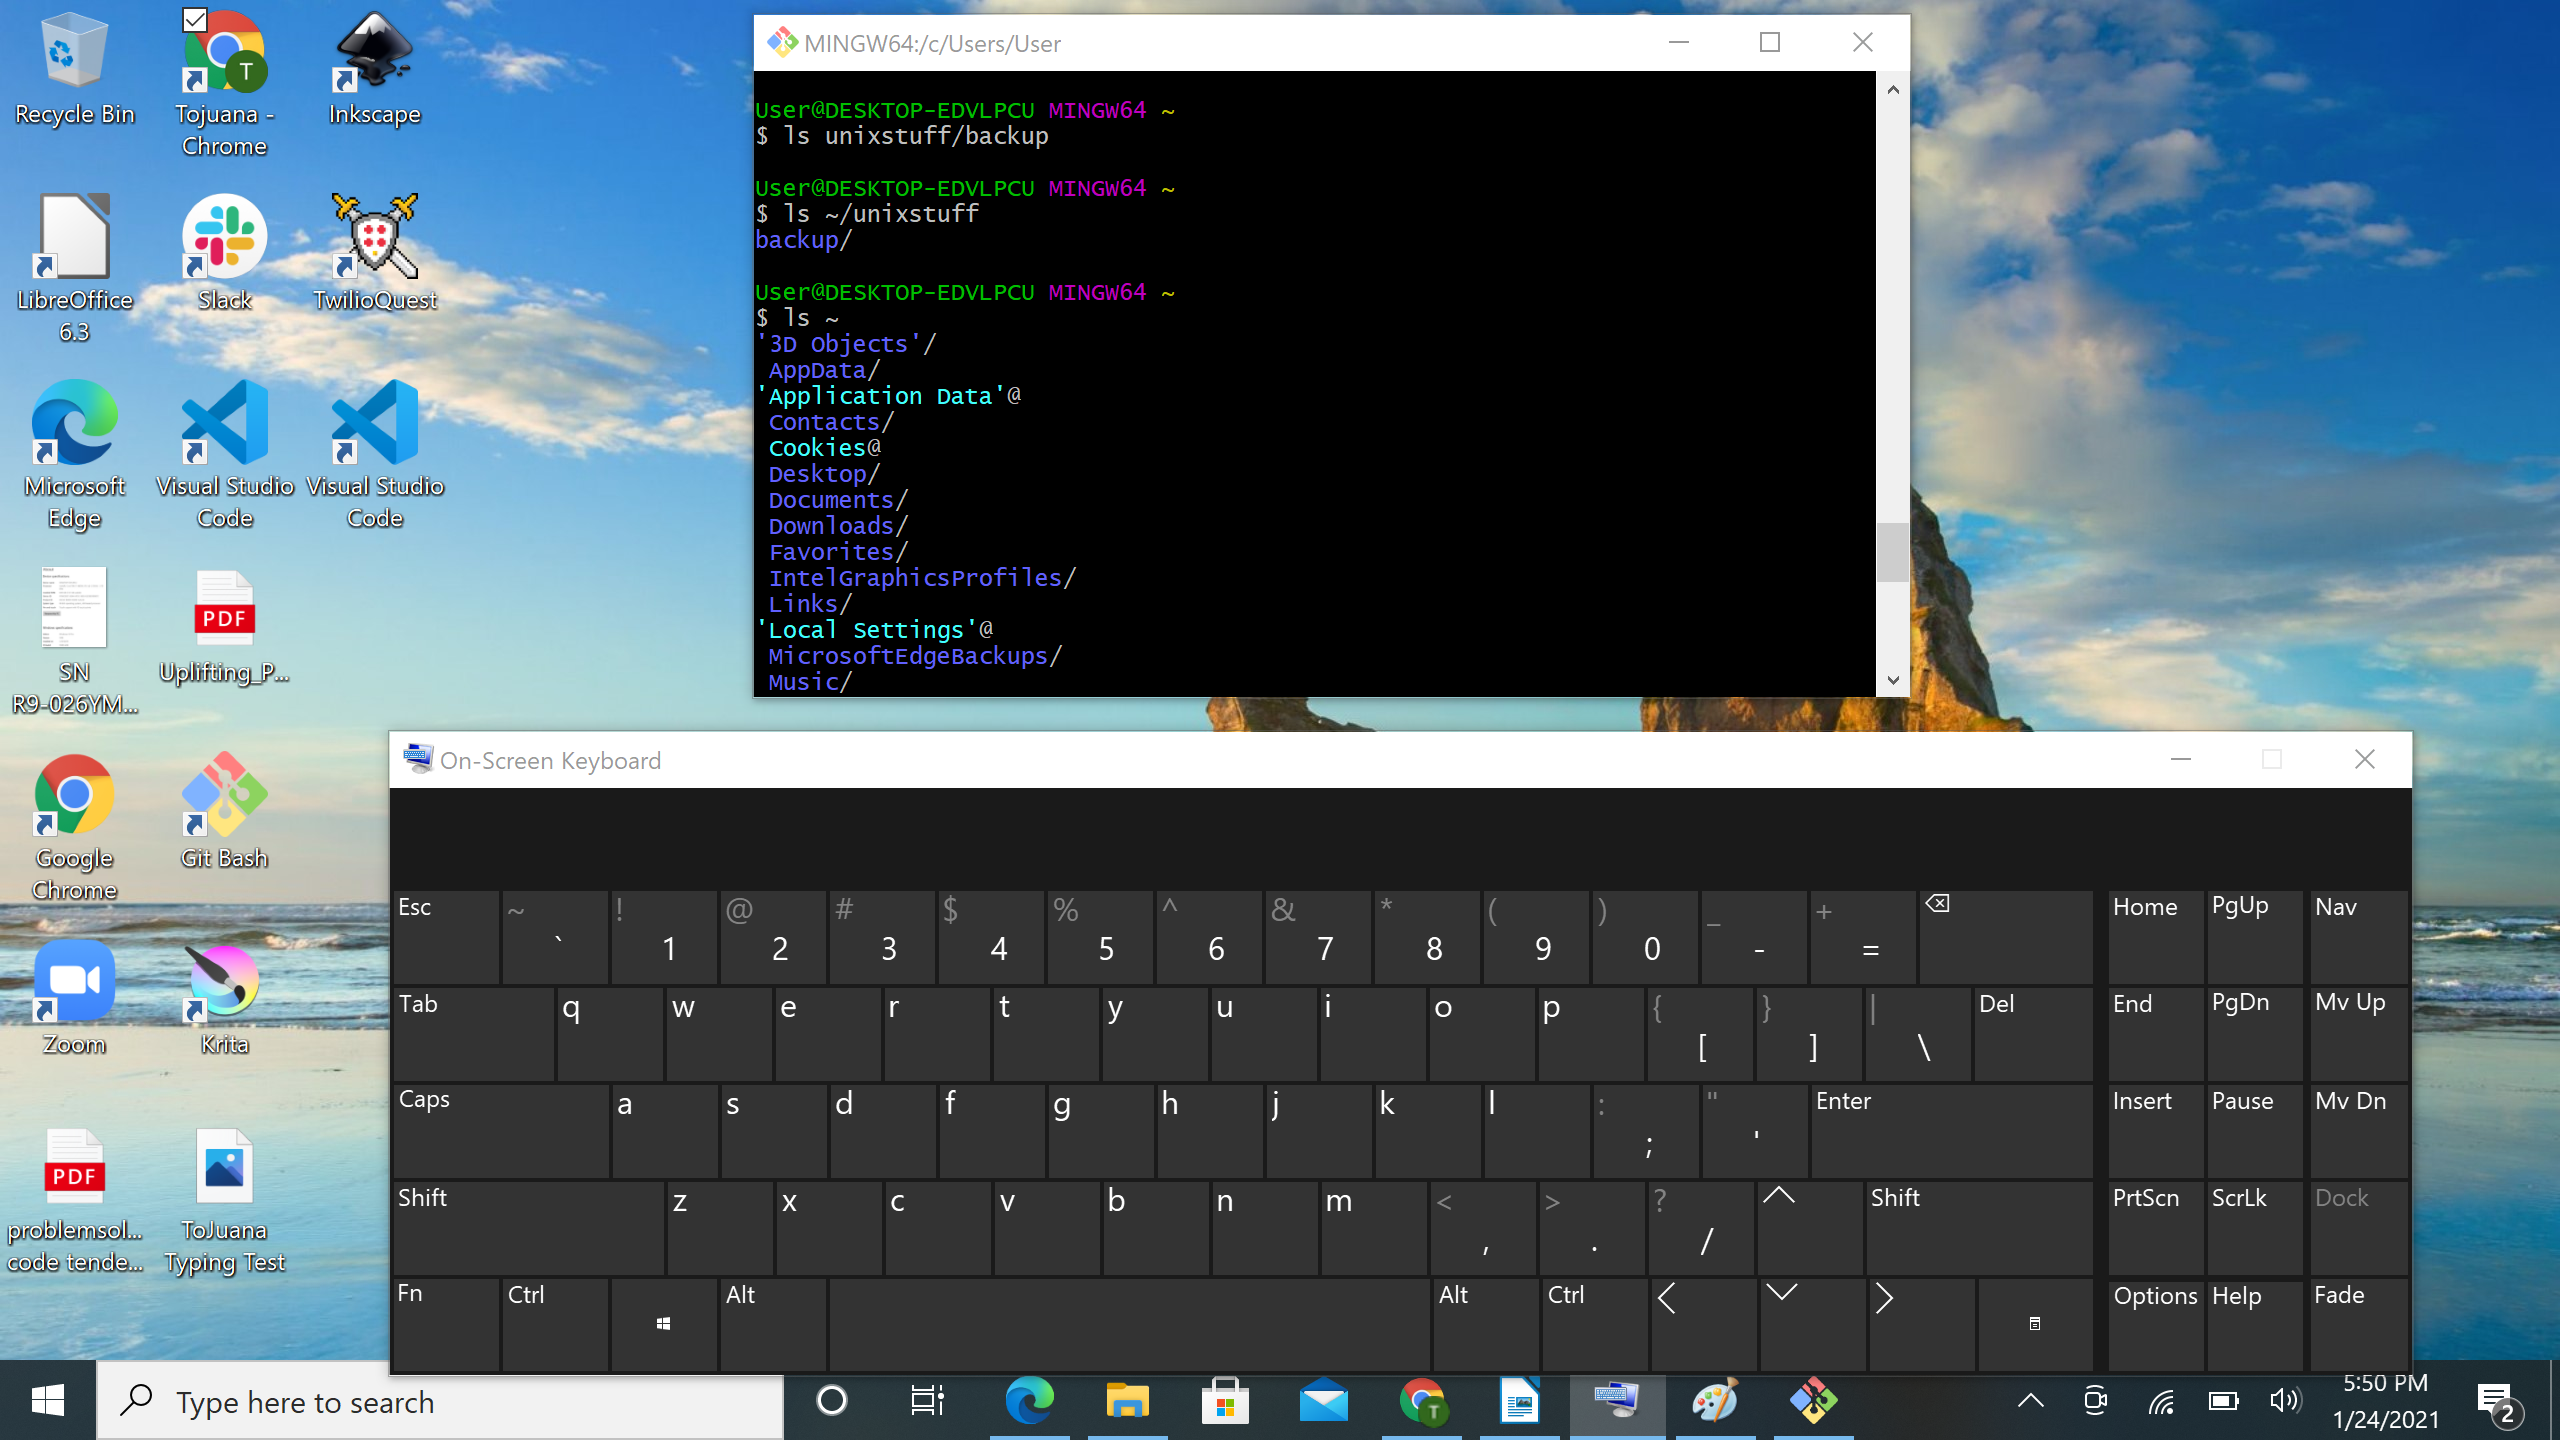 Recycle Bin
Tojuana -
Chrome
Inkscape
LibreOffice
6.3
Slack
TwilioQuest
Microsoft
Edge
Visual Studio
Code
Visual Studio
Code
SN
R9-026YM...
PDF
Uplifting_P...
Google
Chrome
Git Bash
Zoom
Krita
PDF
problemsol...
code tende...
ToJuana
Typing Test
MINGW64:/c/Users/User
User@DESKTOP-EDVLPCU MINGW64 ~
$ ls unixstuff/backup
User@DESKTOP-EDVLPCU MINGW64 ~
$ ls ~/unixstuff
backup/
User@DESKTOP-EDVLPCU MINGW64 ~
$ ls ~
'3D Objects'/
AppData/
'Application Data'@
Contacts/
Cookies@
Desktop/
Documents/
Downloads/
Favorites/
IntelGraphicsProfiles/
Links/
'Local Settings'@
MicrosoftEdgeBackups/
Music/
On-Screen Keyboard
Esc ~ ` ! 1 @ 2 # 3 $ 4 % 5 ^ 6 & 7 * 8 ( 9 ) 0 _ - + = Home PgUp Nav
Tab q w e r t y u i o p { [ } ] | \ Del End PgDn Mv Up
Caps a s d f g h j k l : ; " ' Enter Insert Pause Mv Dn
Shift z x c v b n m < , > . ? / Shift PrtScn ScrLk Dock
Fn Ctrl Alt Alt Ctrl Options Help Fade
Type here to search
T
T
5:50 PM
1/24/2021
2